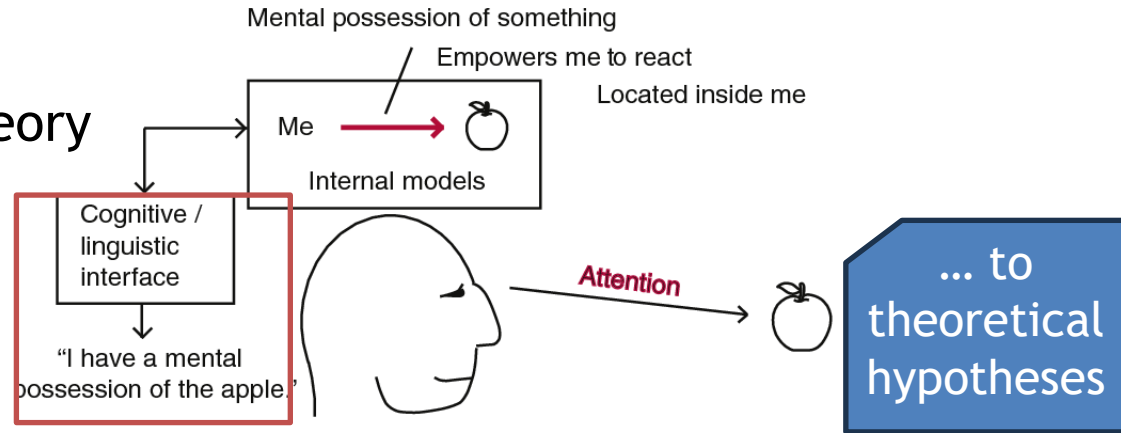 Mental possession of something
Empowers me to react
Located inside me
eory
Me
Internal models
Cognitive /
linguistic
interface
“I have a mental
possession of the apple.”
Attention
... to
theoretical
hypotheses